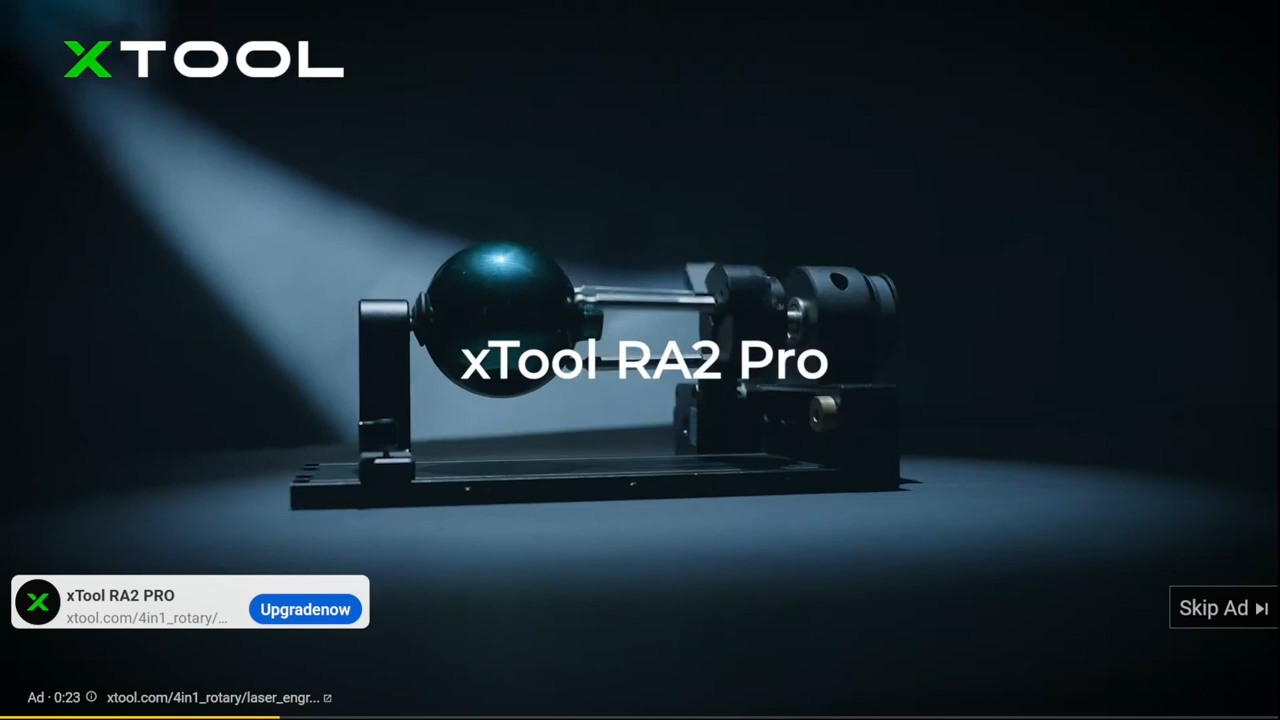 XTOOL
xTool RA2 Pro
xTool RA2 PRO
xtool.com/4in1_rotary/...
Upgradenow
Skip Ad
Ad · 0:23
xtool.com/4in1_rotary/laser_engr...